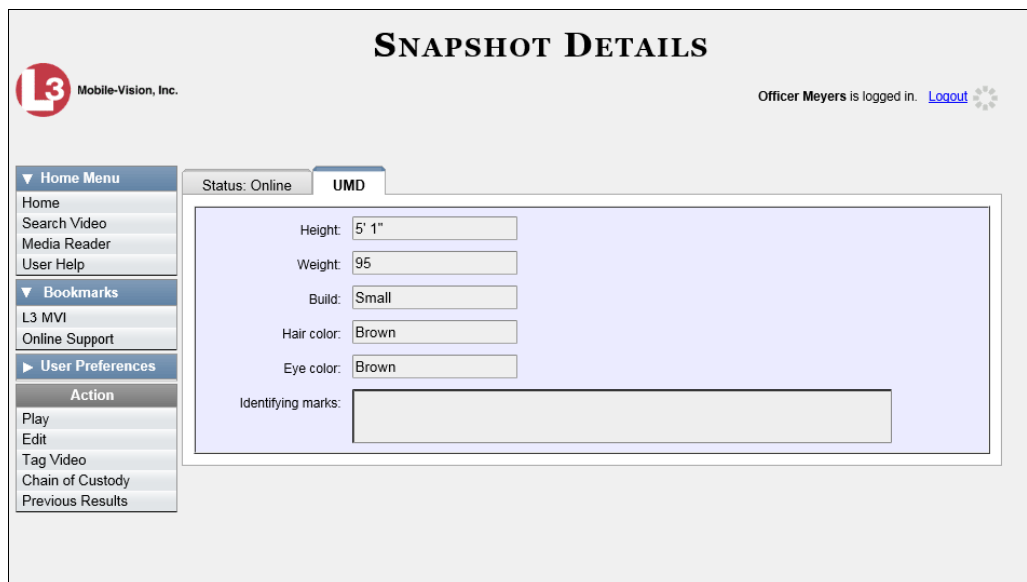 SNAPSHOT DETAILS
L3
Mobile-Vision, Inc.
Officer Meyers is logged in. Logout
▼ Home Menu
Home
Search Video
Media Reader
User Help
▼ Bookmarks
L3 MVI
Online Support
▶ User Preferences
Action
Play
Edit
Tag Video
Chain of Custody
Previous Results
Status: Online
UMD
Height: 5' 1"
Weight: 95
Build: Small
Hair color: Brown
Eye color: Brown
Identifying marks: